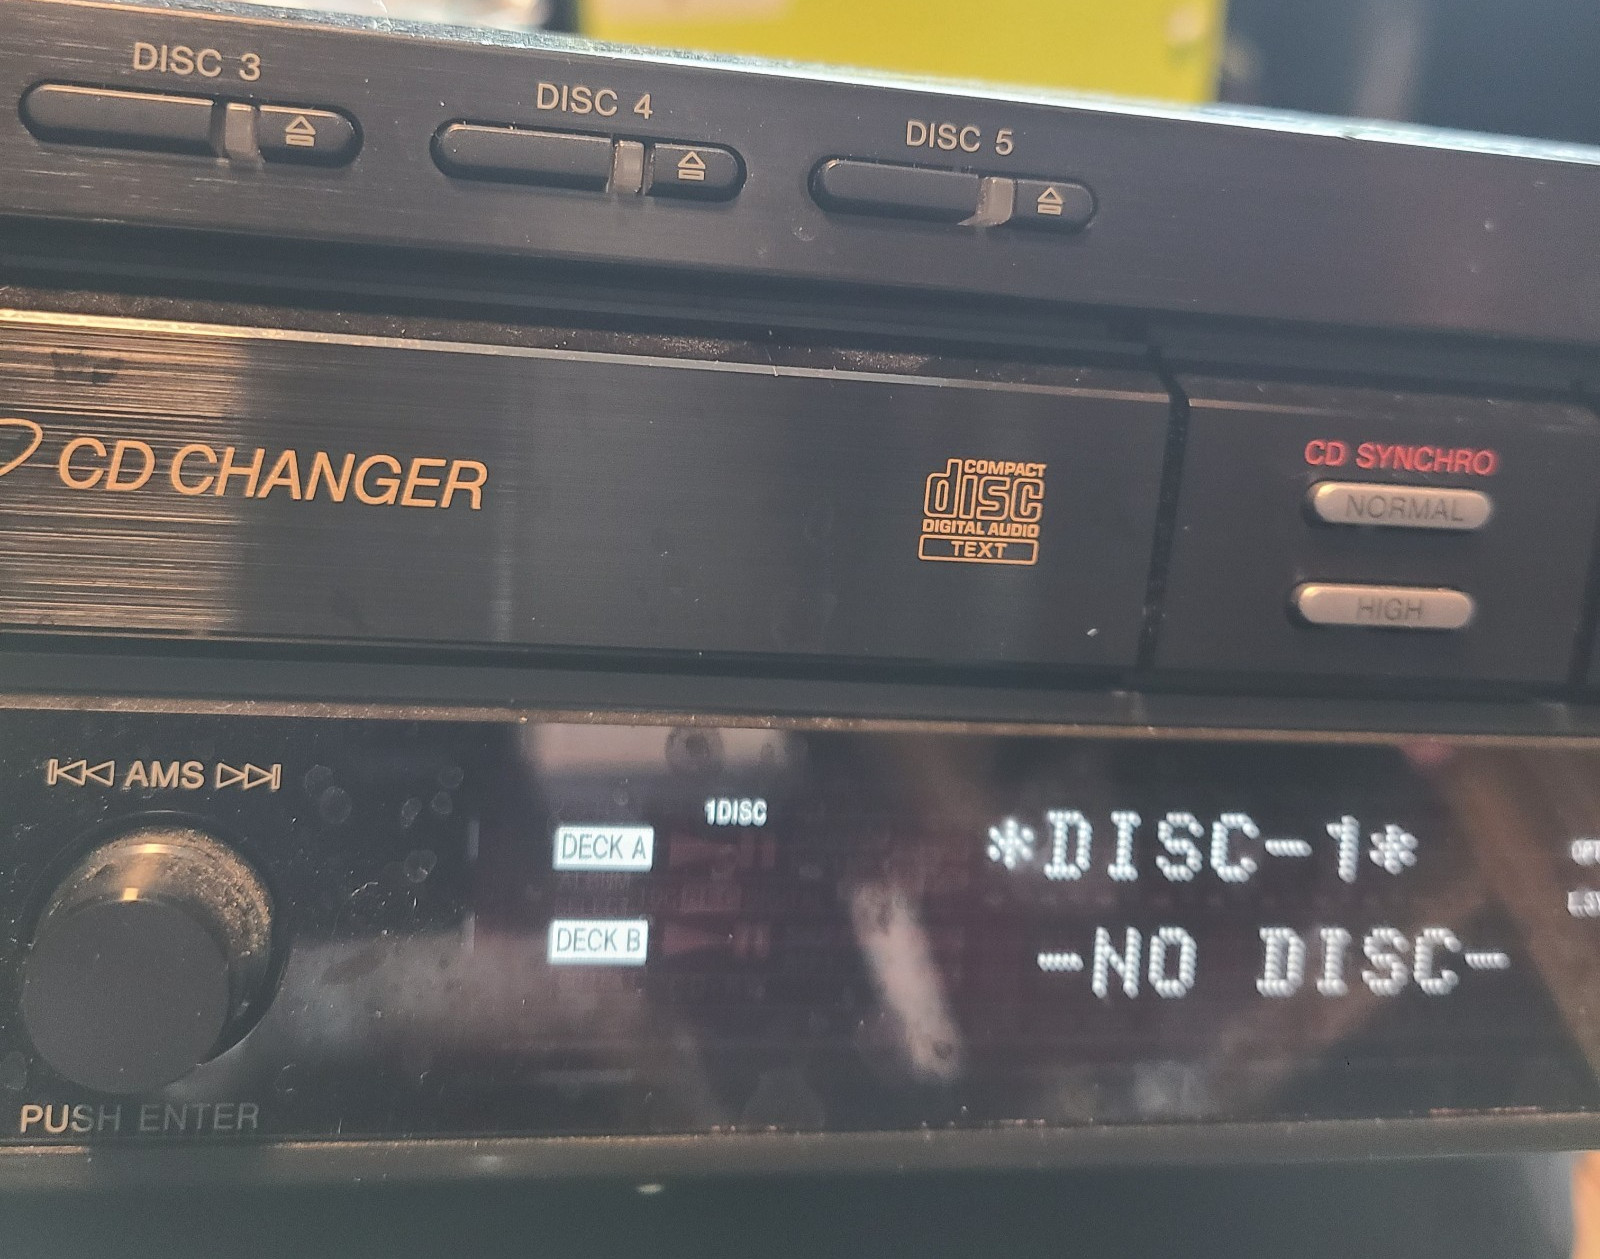 DISC 3
DISC 4
DISC 5
CD CHANGER
COMPACT
disc
DIGITAL AUDIO
TEXT
CD SYNCHRO
NORMAL
HIGH
AMS
PUSH ENTER
1DISC
DECK A
DECK B
*DISC-1*
-NO DISC-